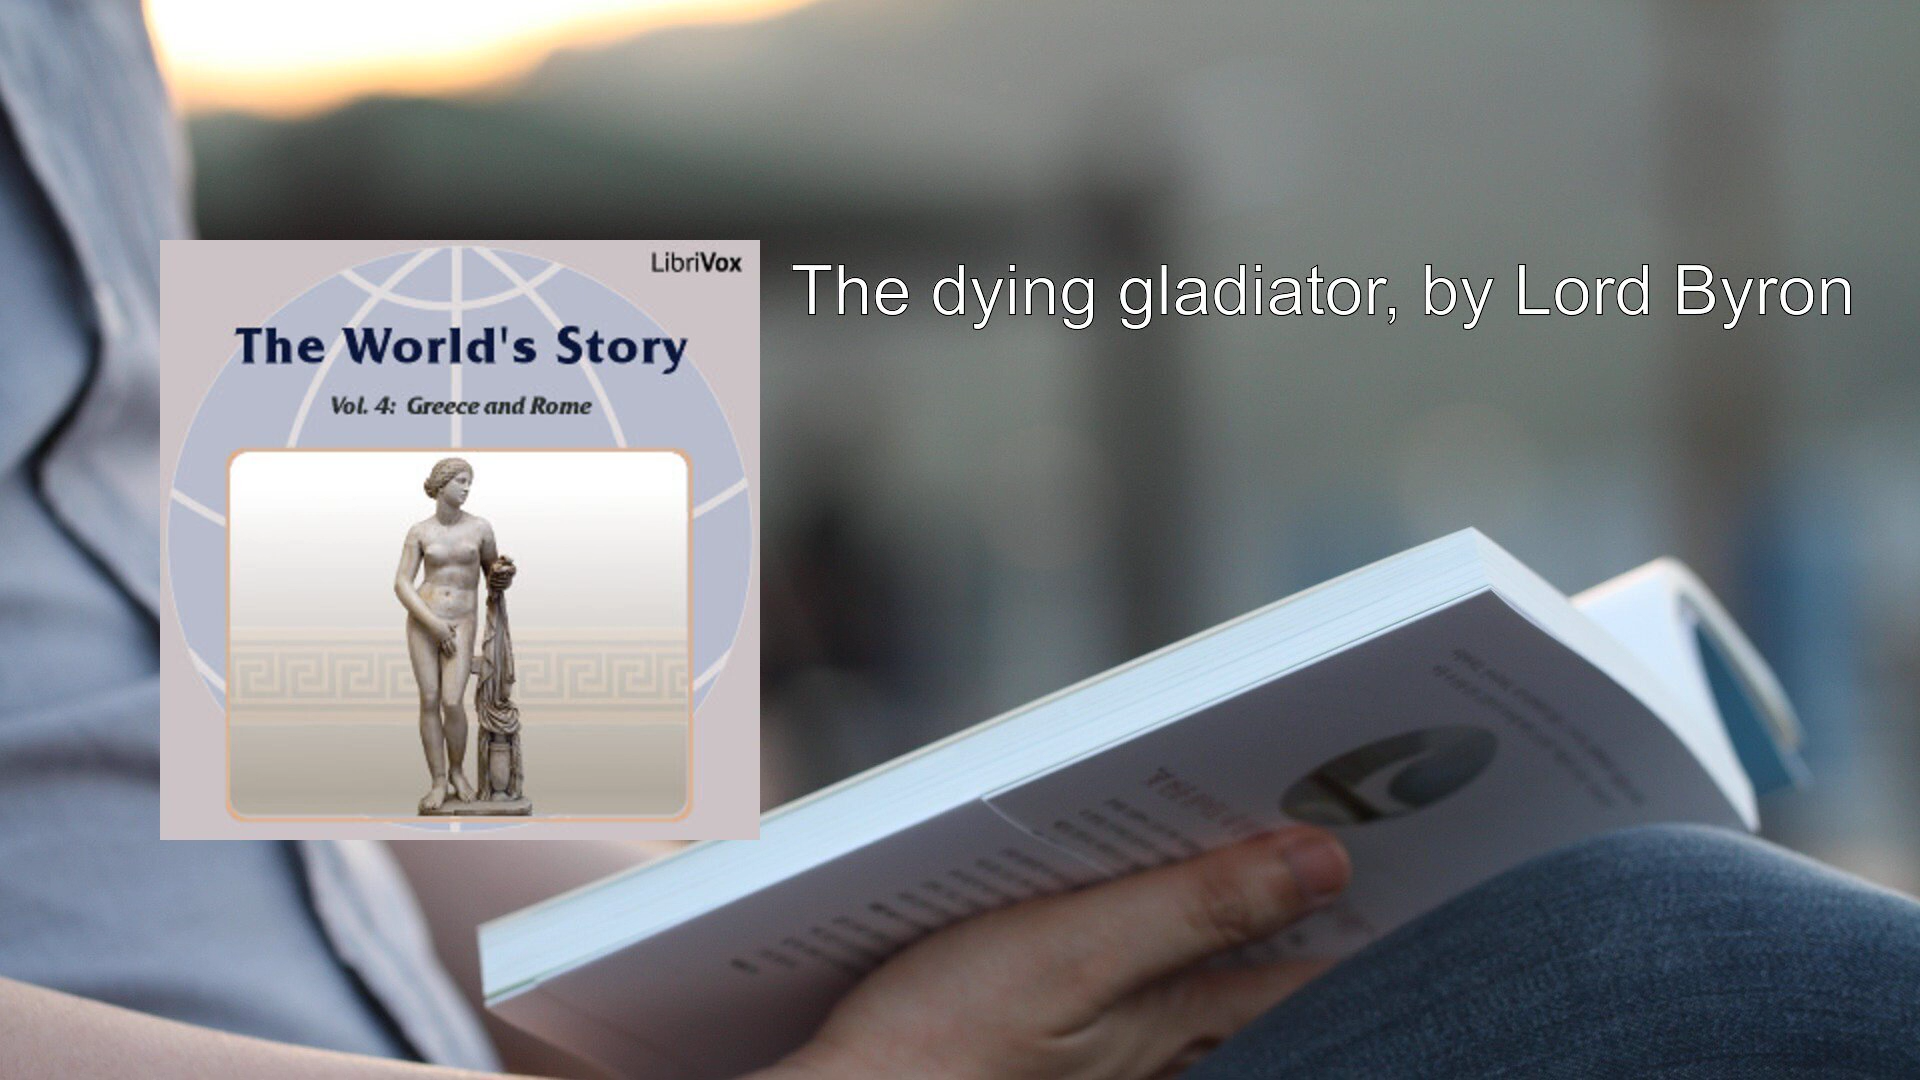 LibriVox
The World's Story
Vol. 4: Greece and Rome
The dying gladiator, by Lord Byron